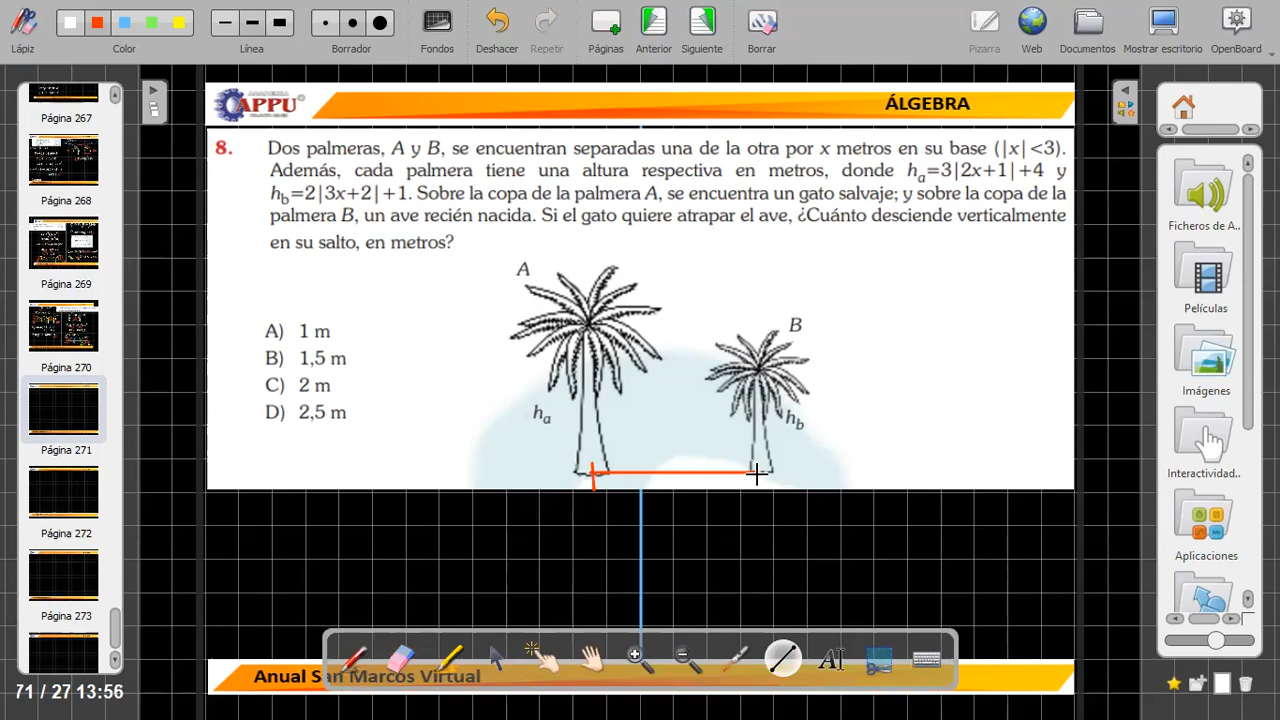 Lápiz
Color
Línea
Borrador
Fondos
Deshacer
Repetir
Páginas
Anterior
Siguiente
Borrar
Pizarra
Web
Documentos
Mostrar escritorio
OpenBoard
Página 267
Página 268
Página 269
Página 270
Página 271
Página 272
Página 273
71 / 27 13:56
ACADEMIA
APPU
ÁLGEBRA
8. Dos palmeras, A y B, se encuentran separadas una de la otra por x metros en su base (|x|<3).
Además, cada palmera tiene una altura respectiva en metros, donde hₐ=3|2x+1|+4 y
h_b=2|3x+2|+1. Sobre la copa de la palmera A, se encuentra un gato salvaje; y sobre la copa de la
palmera B, un ave recién nacida. Si el gato quiere atrapar el ave, ¿Cuánto desciende verticalmente
en su salto, en metros?
A) 1 m
B) 1,5 m
C) 2 m
D) 2,5 m
A
B
hₐ
h_b
Anual San Marcos Virtual
Ficheros de A..
Películas
Imágenes
Interactividad..
Aplicaciones